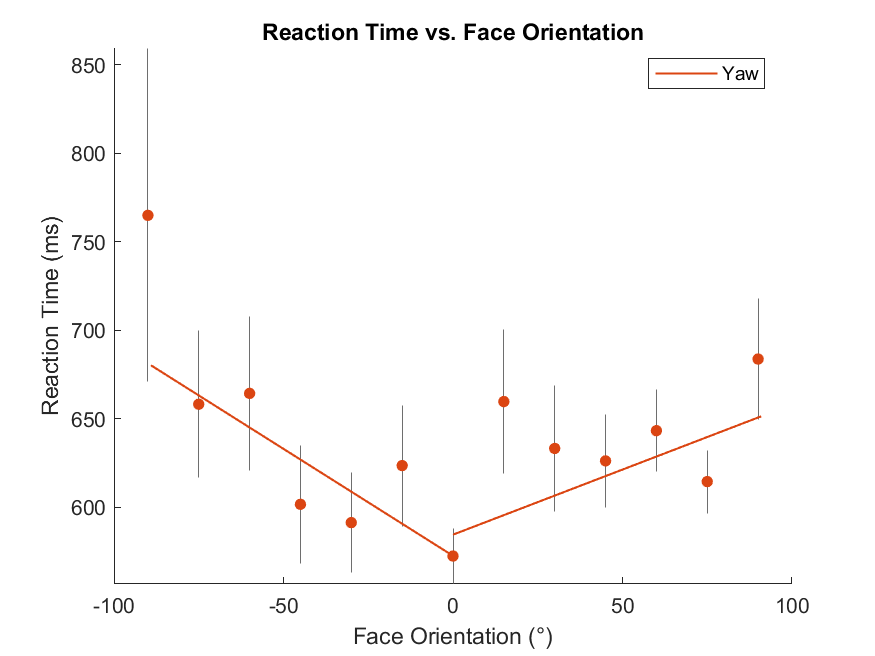 Reaction Time vs. Face Orientation
Yaw
850
800
750
700
650
600
Reaction Time (ms)
-100 -50 0 50 100
Face Orientation (°)